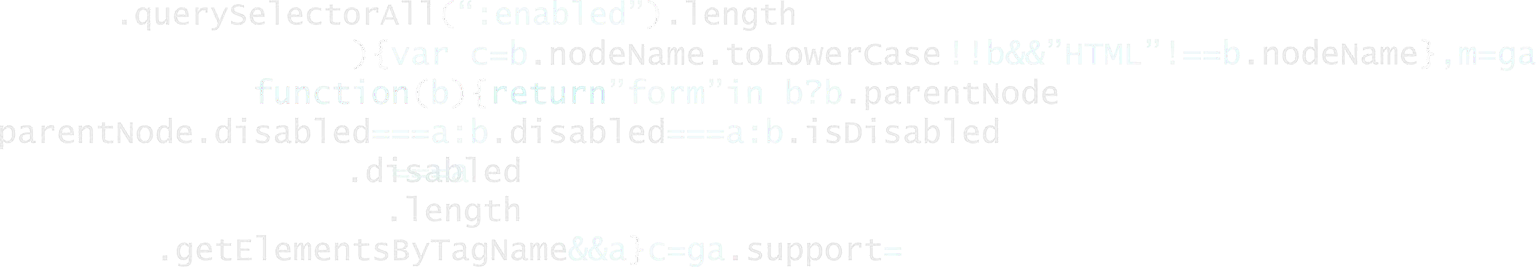 .querySelectorAll(“:enabled”).length
){var c=b.nodeName.toLowerCase!!b&&”HTML”!==b.nodeName},m=ga
function(b){return”form”in b?b.parentNode
parentNode.disabled===a:b.disabled===a:b.isDisabled
.disabled
===a
.length
.getElementsByTagName&&a}c=ga.support=